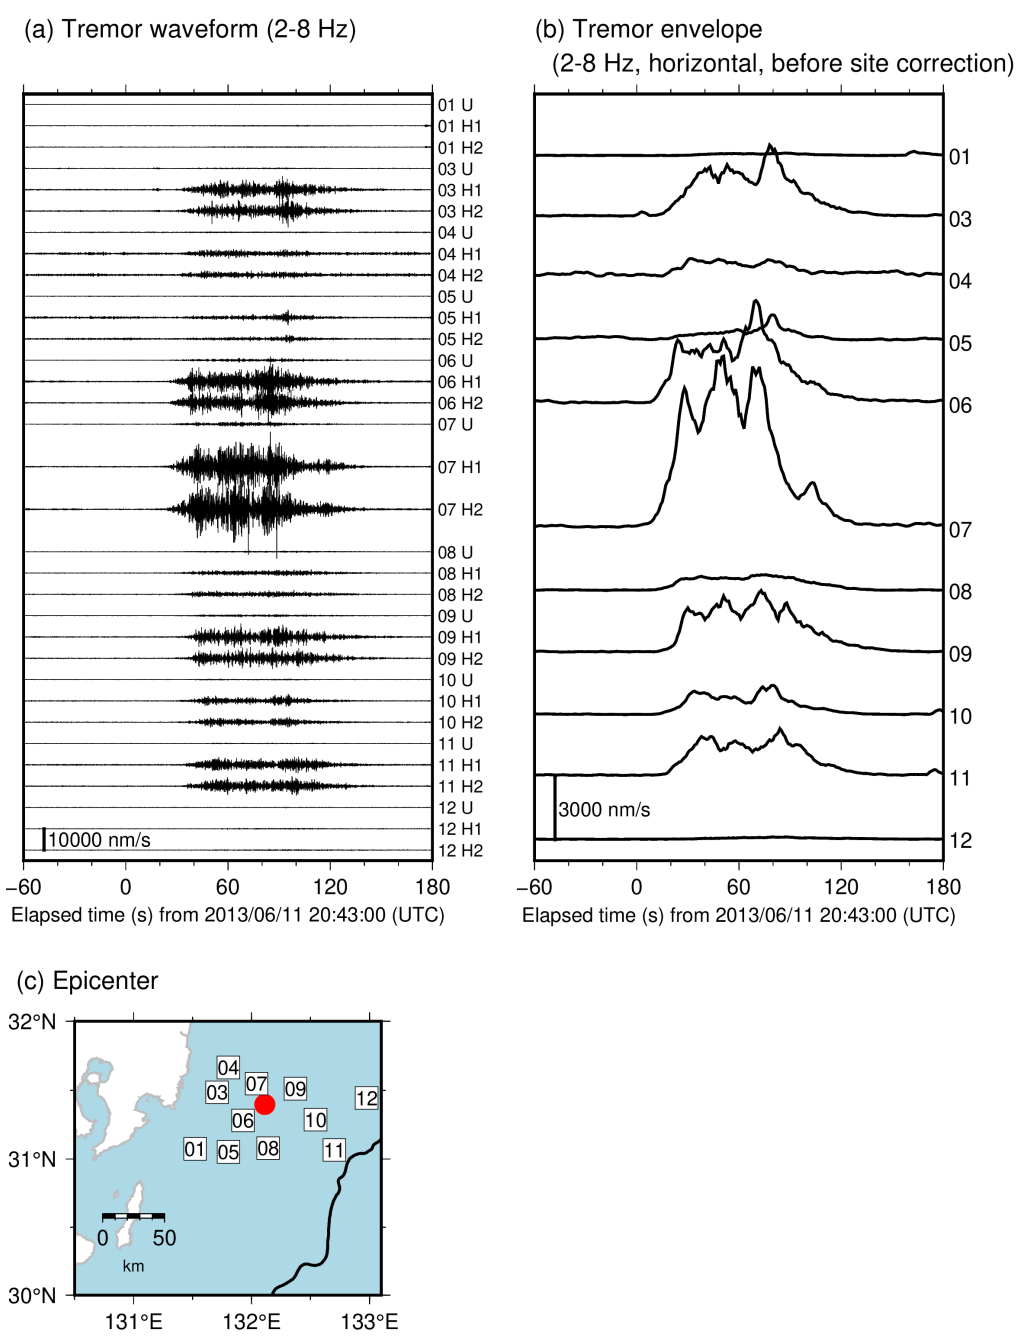 (a) Tremor waveform (2-8 Hz)
01 U
01 H1
01 H2
03 U
03 H1
03 H2
04 U
04 H1
04 H2
05 U
05 H1
05 H2
06 U
06 H1
06 H2
07 U
07 H1
07 H2
08 U
08 H1
08 H2
09 U
09 H1
09 H2
10 U
10 H1
10 H2
11 U
11 H1
11 H2
12 U
12 H1
12 H2
10000 nm/s
−60 0 60 120 180
Elapsed time (s) from 2013/06/11 20:43:00 (UTC)
(b) Tremor envelope
(2-8 Hz, horizontal, before site correction)
01
03
04
05
06
07
08
09
10
11
12
3000 nm/s
−60 0 60 120 180
Elapsed time (s) from 2013/06/11 20:43:00 (UTC)
(c) Epicenter
32°N
31°N
30°N
04
07
03
09
12
06
10
01
05
08
11
0 50
km
131°E 132°E 133°E